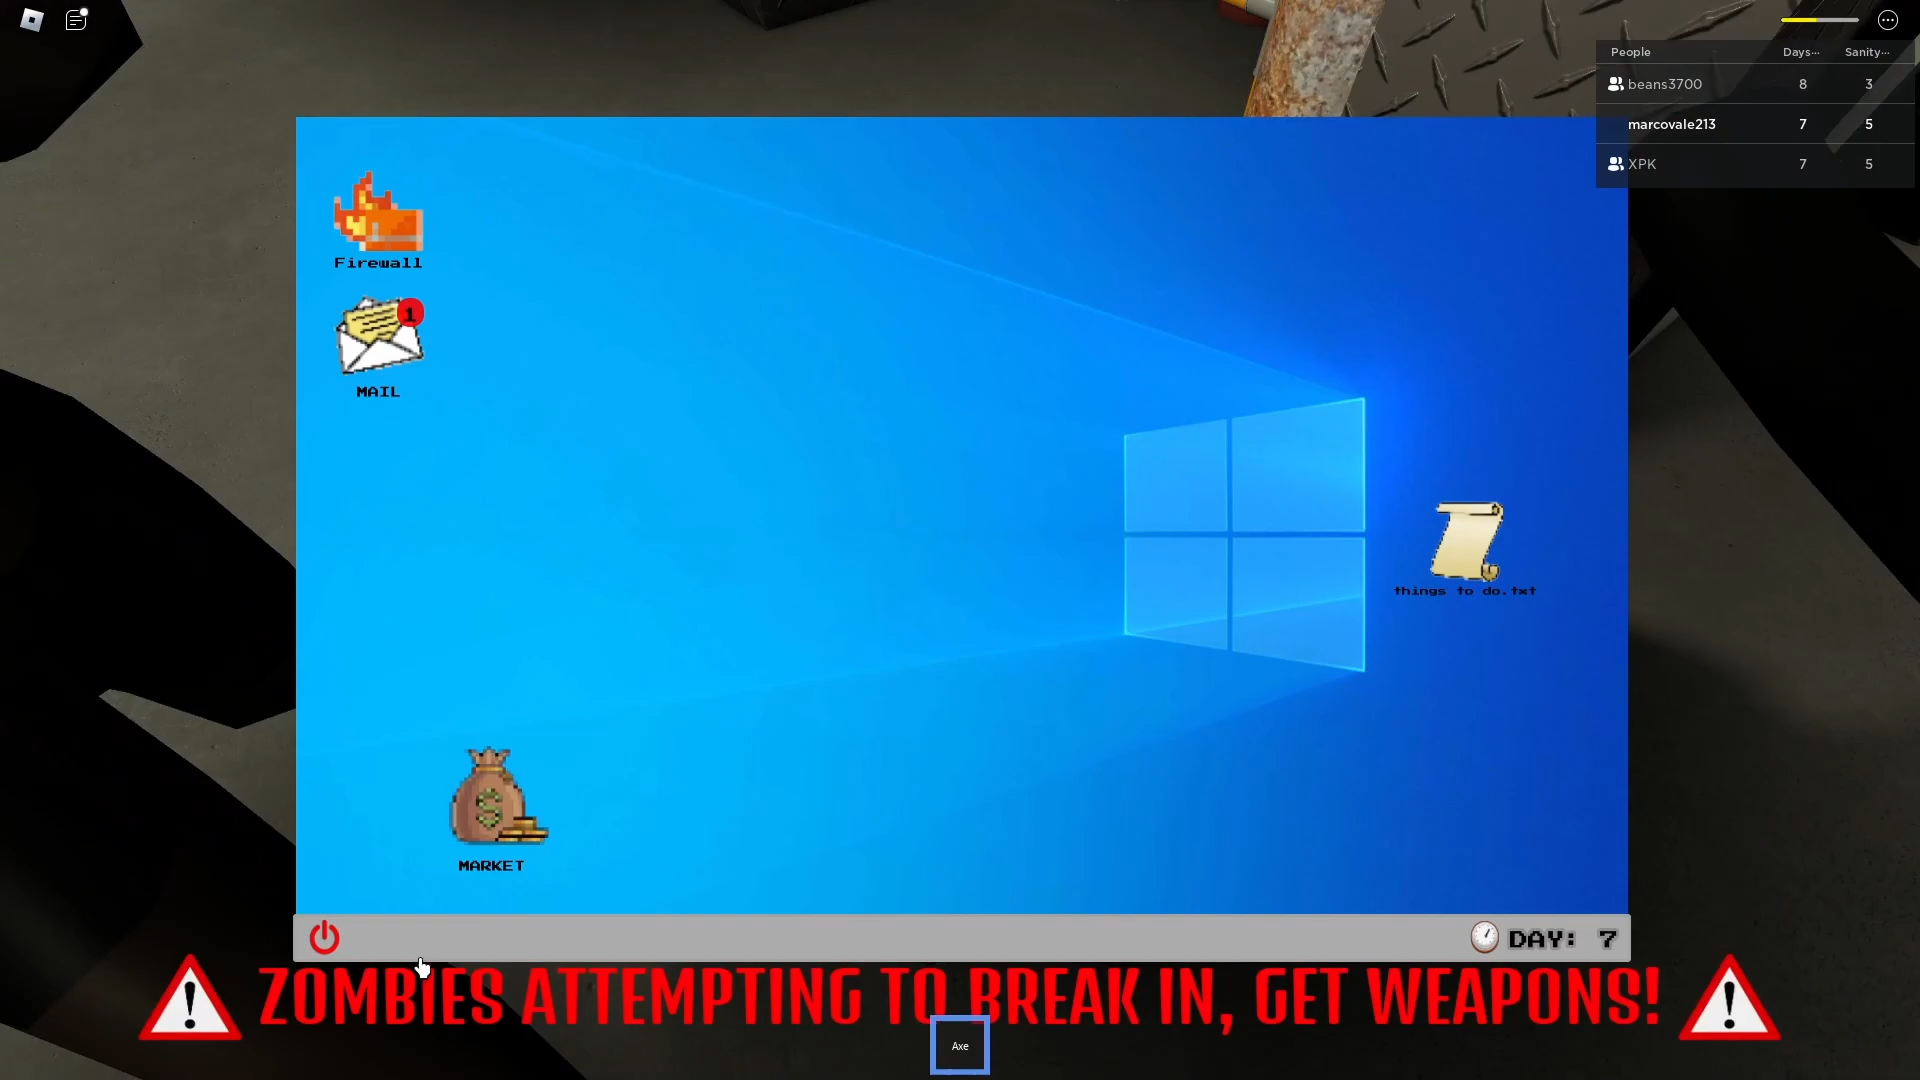 People Days... Sanity...
beans3700 8 3
marcovale213 7 5
XPK 7 5
Firewall
1
MAIL
things to do.txt
MARKET
DAY: 7
ZOMBIES ATTEMPTING TO BREAK IN, GET WEAPONS!
Axe